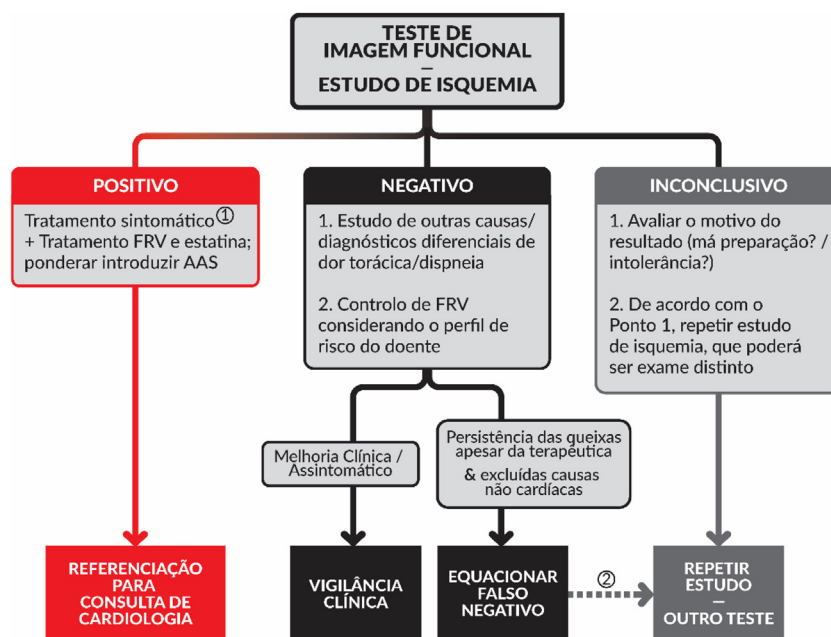 TESTE DE
IMAGEM FUNCIONAL
–
ESTUDO DE ISQUEMIA
POSITIVO
Tratamento sintomático①
+ Tratamento FRV e estatina;
ponderar introduzir AAS
NEGATIVO
1. Estudo de outras causas/
diagnósticos diferenciais de
dor torácica/dispneia
2. Controlo de FRV
considerando o perfil de
risco do doente
INCONCLUSIVO
1. Avaliar o motivo do
resultado (má preparação? /
intolerância?)
2. De acordo com o
Ponto 1, repetir estudo
de isquemia, que poderá
ser exame distinto
Melhoria Clínica /
Assintomático
Persistência das queixas
apesar da terapêutica
& excluídas causas
não cardíacas
REFERENCIAÇÃO
PARA
CONSULTA DE
CARDIOLOGIA
VIGILÂNCIA
CLÍNICA
EQUACIONAR
FALSO
NEGATIVO
②
REPETIR
ESTUDO
–
OUTRO TESTE